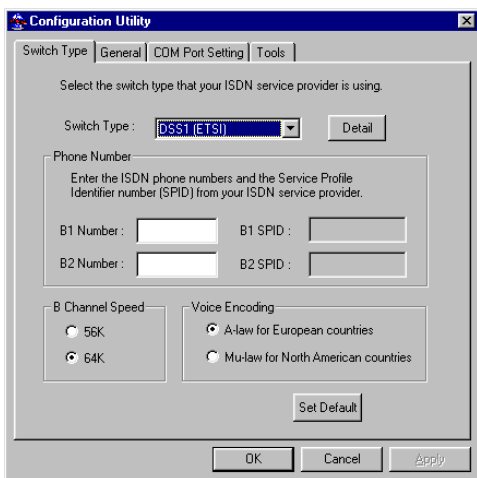 Configuration Utility
Switch Type General COM Port Setting Tools
Select the switch type that your ISDN service provider is using.
Switch Type : DSS1 (ETSI) Detail
Phone Number
Enter the ISDN phone numbers and the Service Profile
Identifier number (SPID) from your ISDN service provider.
B1 Number : B1 SPID :
B2 Number : B2 SPID :
B Channel Speed Voice Encoding
56K A-law for European countries
64K Mu-law for North American countries
Set Default
OK Cancel Apply